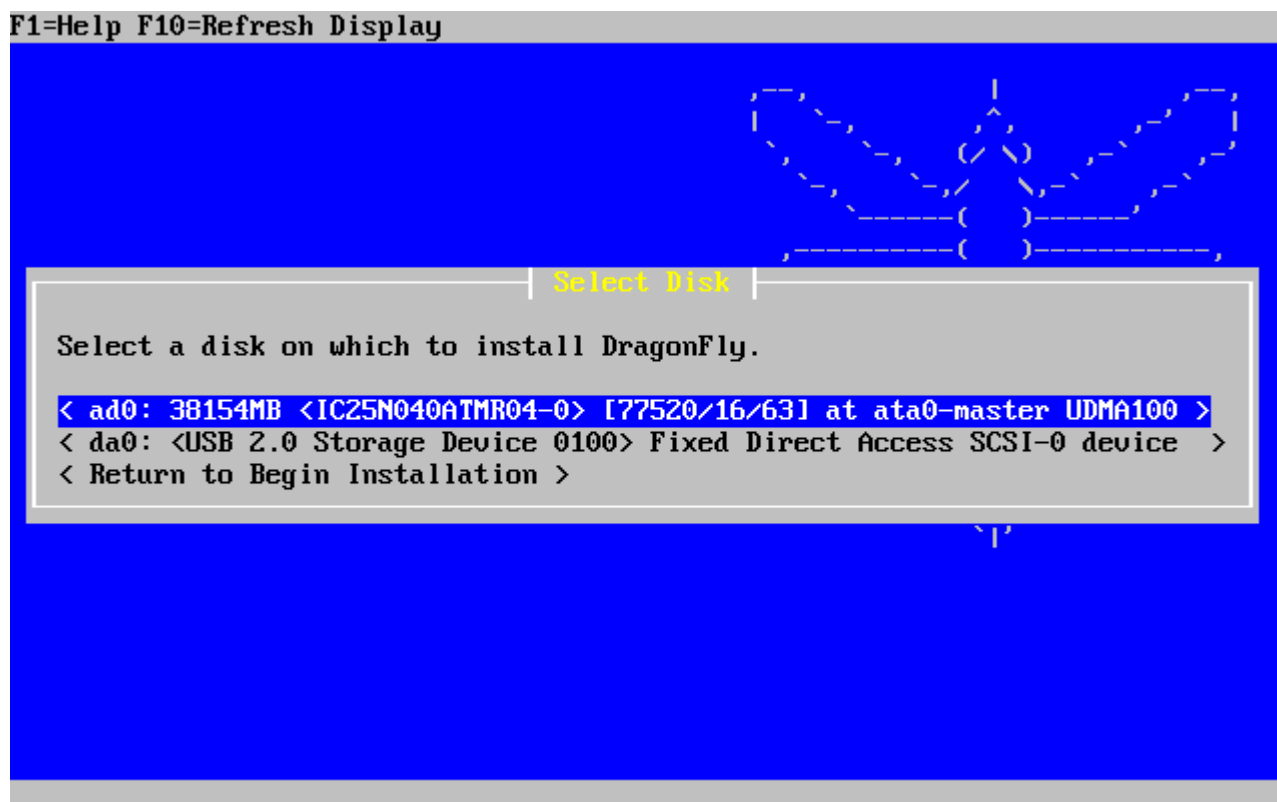 F1=Help F10=Refresh Display
Select Disk
Select a disk on which to install DragonFly.
< ad0: 38154MB <IC25N040ATMR04-0> [77520/16/63] at ata0-master UDMA100 >
< da0: <USB 2.0 Storage Device 0100> Fixed Direct Access SCSI-0 device >
< Return to Begin Installation >